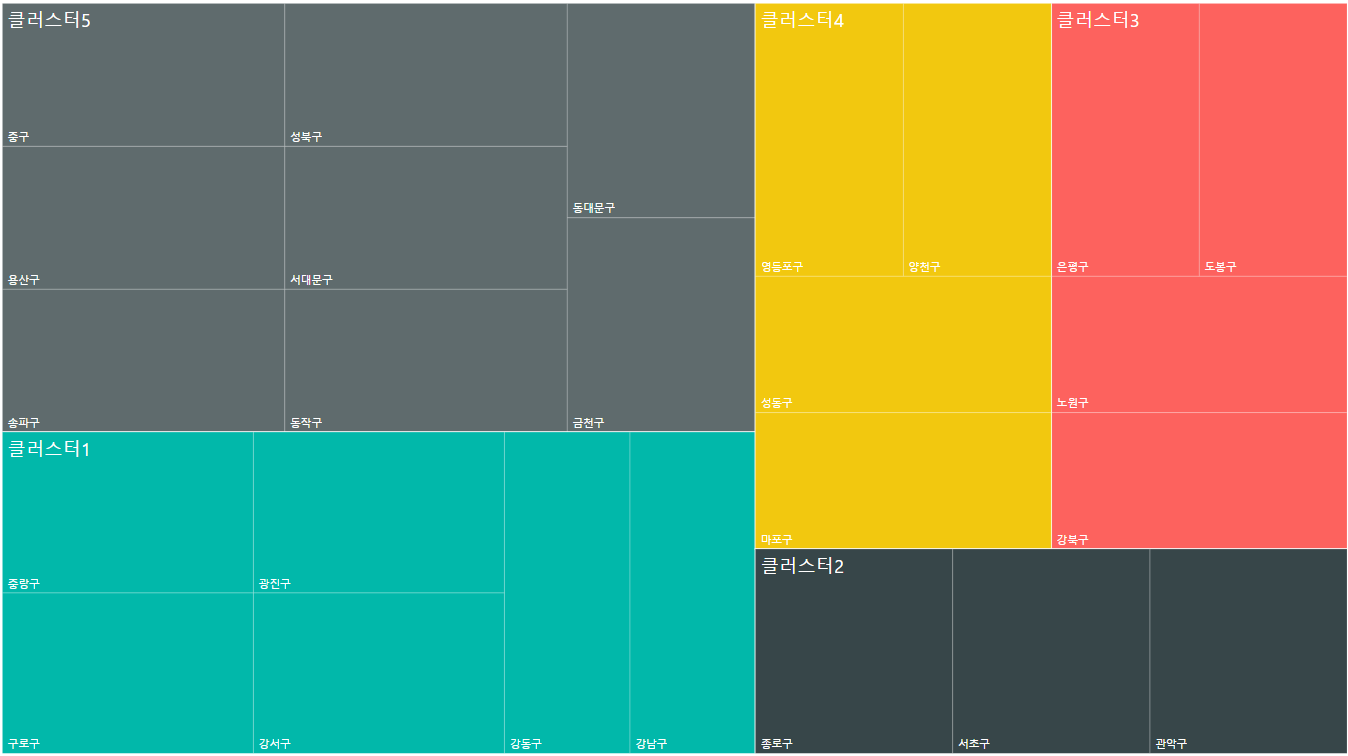 클러스터5
중구
성북구
동대문구
용산구
서대문구
송파구
동작구
금천구
클러스터1
중랑구
광진구
구로구
강서구
강동구
강남구
클러스터4
영등포구
양천구
성동구
마포구
클러스터3
은평구
도봉구
노원구
강북구
클러스터2
종로구
서초구
관악구